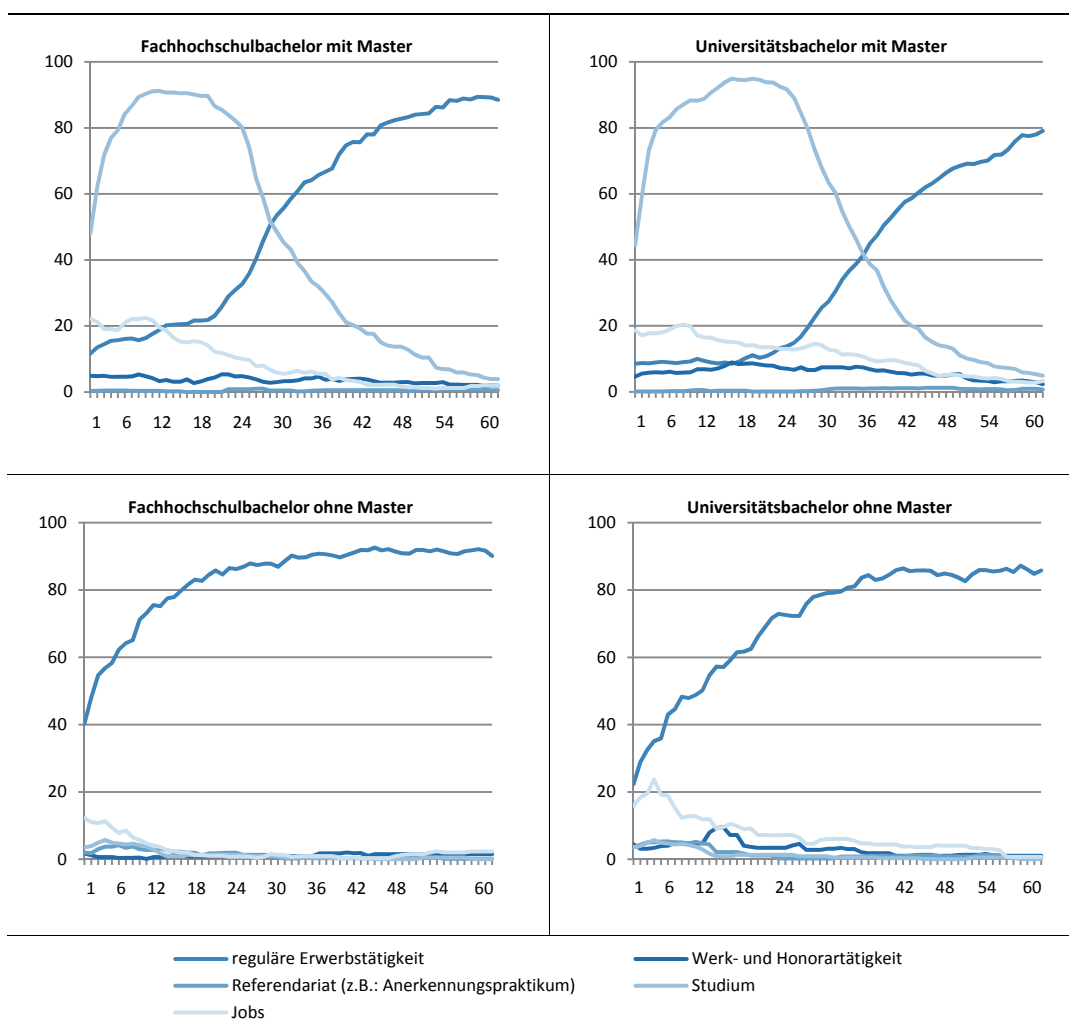 Fachhochschulbachelor mit Master
100
80
60
40
20
0
1 6 12 18 24 30 36 42 48 54 60
Universitätsbachelor mit Master
100
80
60
40
20
0
1 6 12 18 24 30 36 42 48 54 60
Fachhochschulbachelor ohne Master
100
80
60
40
20
0
1 6 12 18 24 30 36 42 48 54 60
Universitätsbachelor ohne Master
100
80
60
40
20
0
1 6 12 18 24 30 36 42 48 54 60
reguläre Erwerbstätigkeit
Werk- und Honorartätigkeit
Referendariat (z.B.: Anerkennungspraktikum)
Studium
Jobs